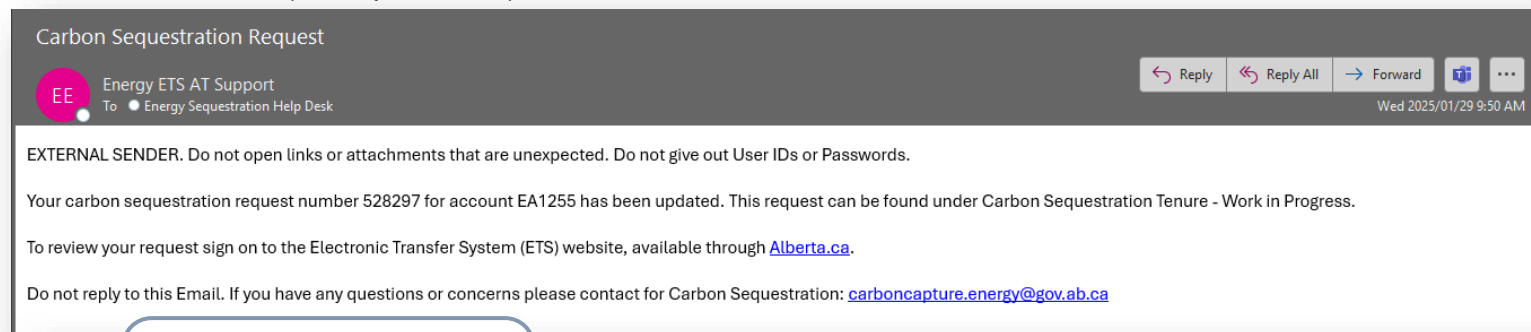 Carbon Sequestration Request
EE
Energy ETS AT Support
To Energy Sequestration Help Desk
Reply
Reply All
Forward
Wed 2025/01/29 9:50 AM
EXTERNAL SENDER. Do not open links or attachments that are unexpected. Do not give out User IDs or Passwords.
Your carbon sequestration request number 528297 for account EA1255 has been updated. This request can be found under Carbon Sequestration Tenure - Work in Progress.
To review your request sign on to the Electronic Transfer System (ETS) website, available through Alberta.ca.
Do not reply to this Email. If you have any questions or concerns please contact for Carbon Sequestration: carboncapture.energy@gov.ab.ca